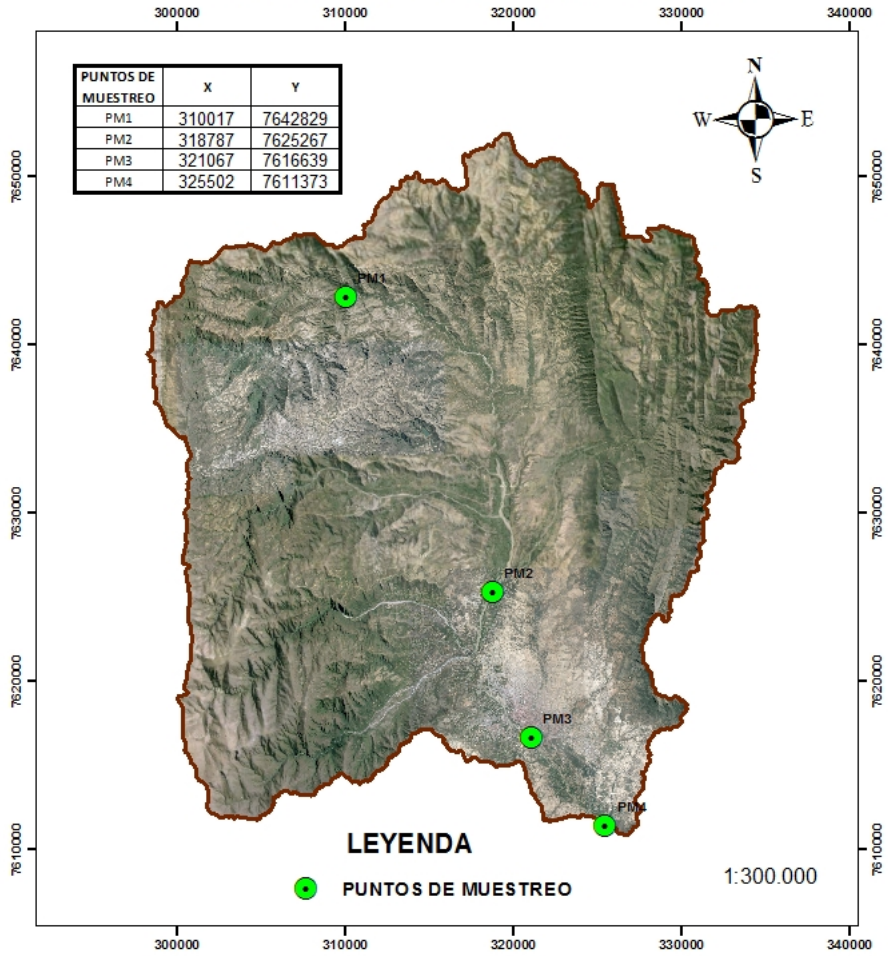 300000 310000 320000 330000 340000
PUNTOS DE MUESTREO X Y
PM1 310017 7642829
PM2 318787 7625267
PM3 321067 7616639
PM4 325502 7611373
N
W E
S
7650000 7650000
PM1
7640000 7640000
7630000 7630000
PM2
7620000 7620000
PM3
PM4
7610000 7610000
LEYENDA
PUNTOS DE MUESTREO
1:300.000
300000 310000 320000 330000 340000